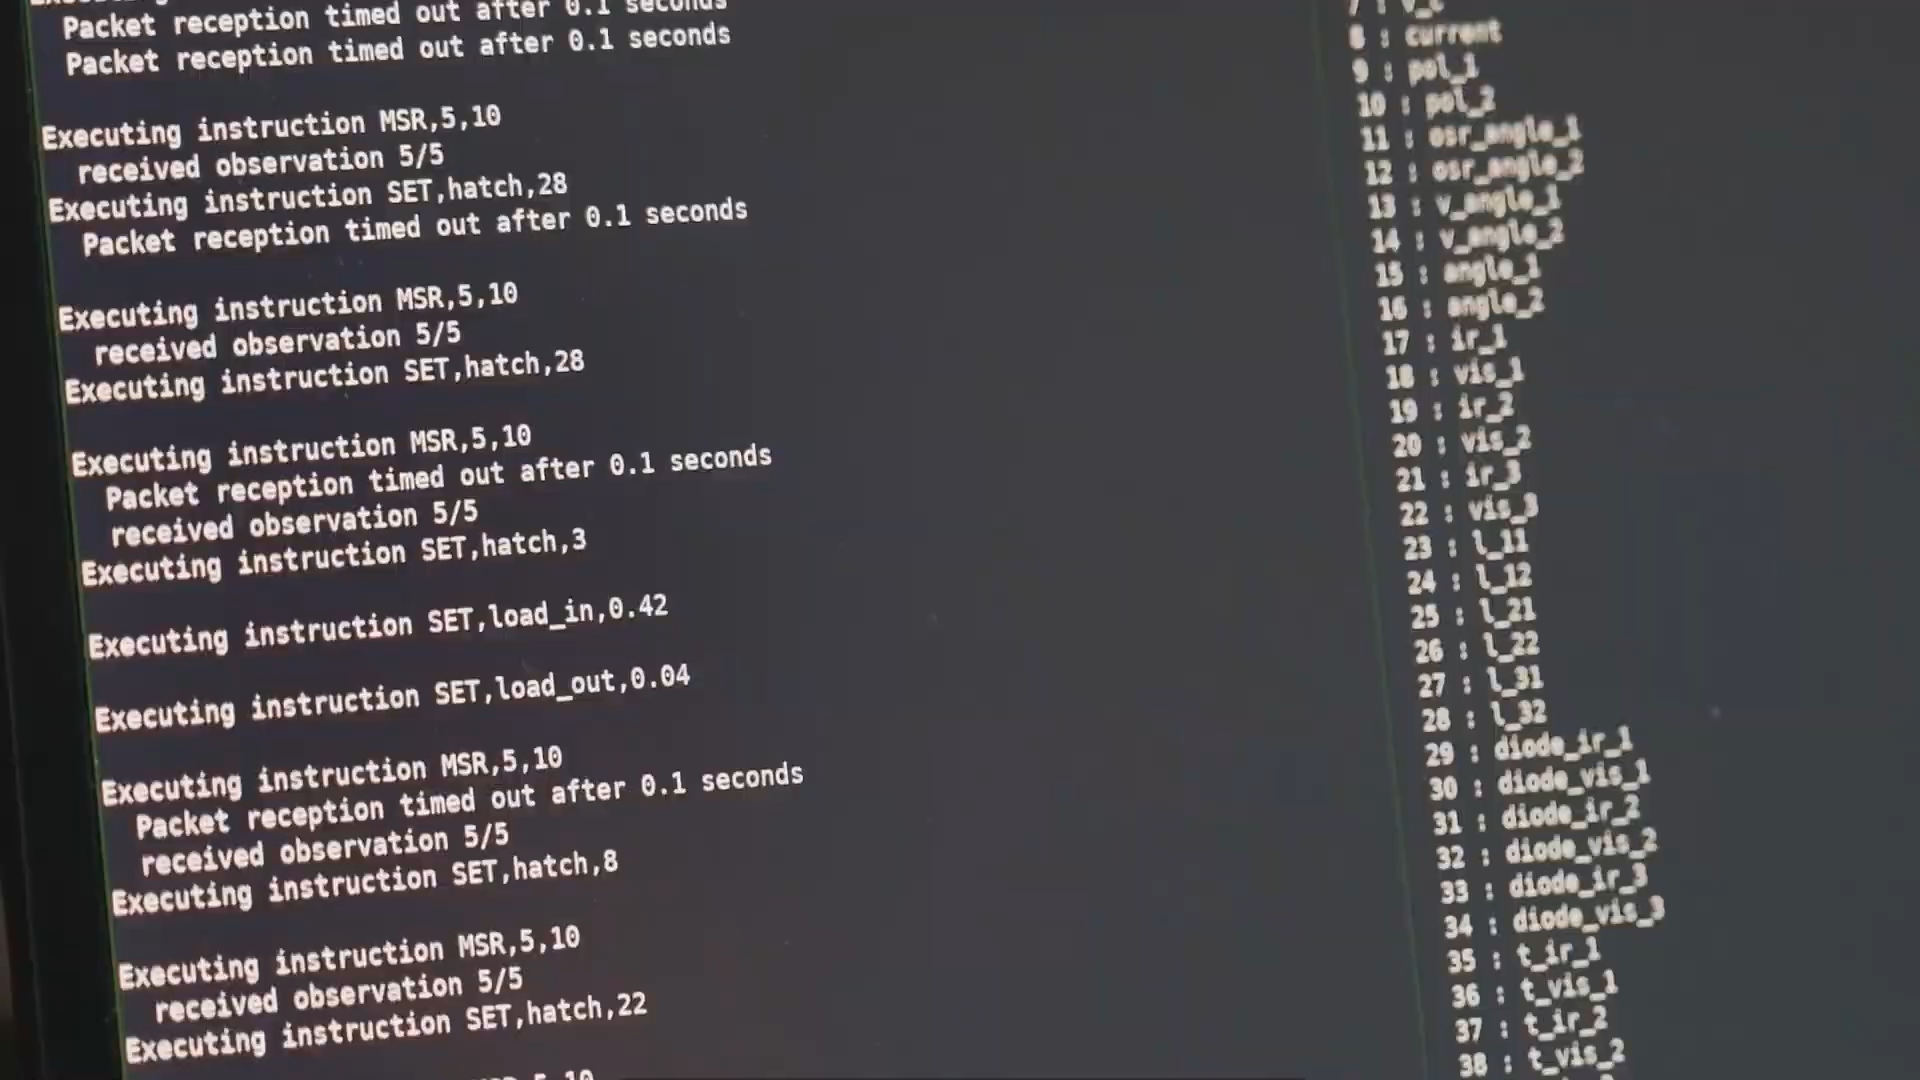 Packet reception timed out after 0.1 seconds
Packet reception timed out after 0.1 seconds
Executing instruction MSR,5,10
received observation 5/5
Executing instruction SET,hatch,28
Packet reception timed out after 0.1 seconds
Executing instruction MSR,5,10
received observation 5/5
Executing instruction SET,hatch,28
Executing instruction MSR,5,10
Packet reception timed out after 0.1 seconds
received observation 5/5
Executing instruction SET,hatch,3
Executing instruction SET,load_in,0.42
Executing instruction SET,load_out,0.04
Executing instruction MSR,5,10
Packet reception timed out after 0.1 seconds
received observation 5/5
Executing instruction SET,hatch,8
Executing instruction MSR,5,10
received observation 5/5
Executing instruction SET,hatch,22
8 : current
9 : pol_1
10 : pol_2
11 : osr_angle_1
12 : osr_angle_2
13 : v_angle_1
14 : v_angle_2
15 : angle_1
16 : angle_2
17 : ir_1
18 : vis_1
19 : ir_2
20 : vis_2
21 : ir_3
22 : vis_3
23 : l_11
24 : l_12
25 : l_21
26 : l_22
27 : l_31
28 : l_32
29 : diode_ir_1
30 : diode_vis_1
31 : diode_ir_2
32 : diode_vis_2
33 : diode_ir_3
34 : diode_vis_3
35 : t_ir_1
36 : t_vis_1
37 : t_ir_2
38 : t_vis_2